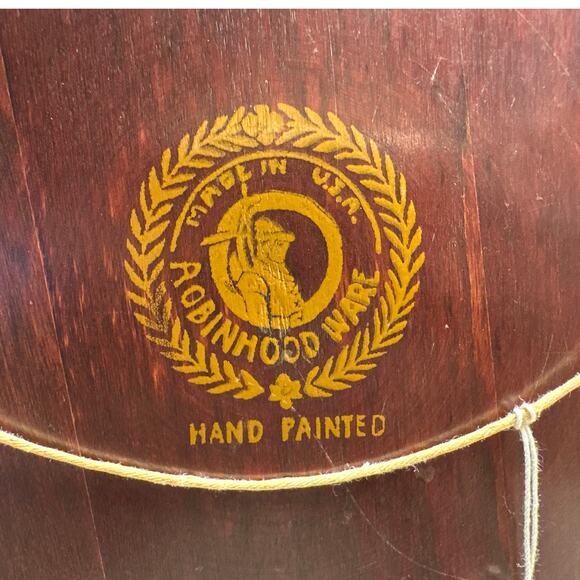 MADE IN U.S.A.
ROBINHOOD WARE
HAND PAINTED